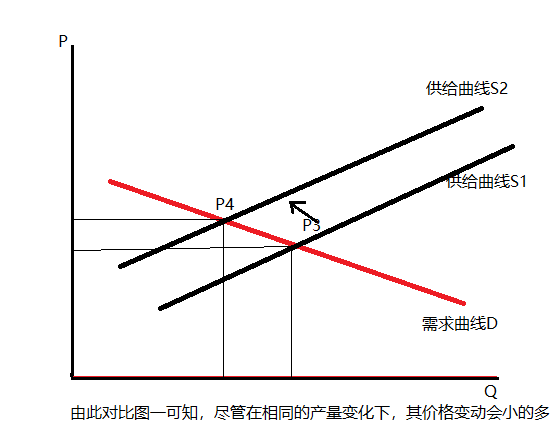 P
供给曲线S2
供给曲线S1
P4
P3
需求曲线D
Q
由此对比图一可知，尽管在相同的产量变化下，其价格变动会小的多